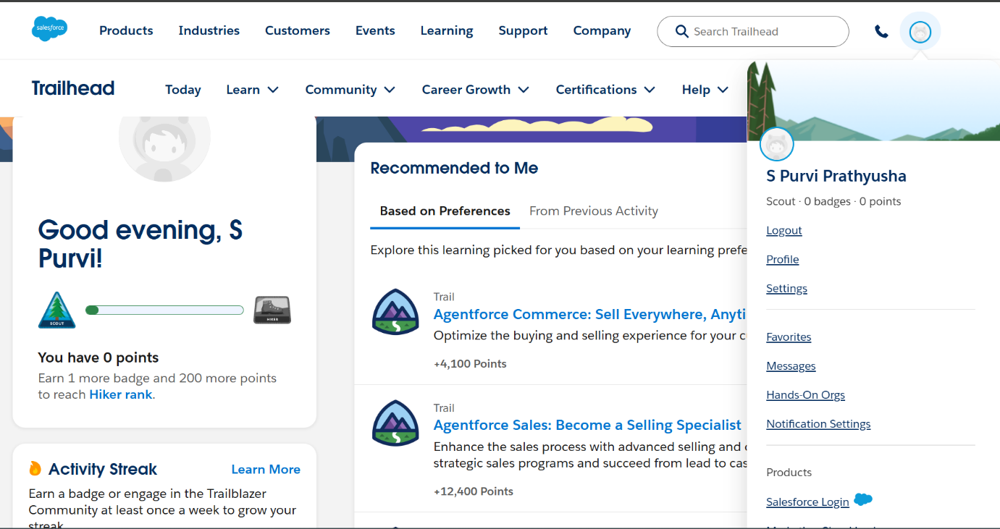 salesforce
Products Industries Customers Events Learning Support Company Search Trailhead
Trailhead Today Learn Community Career Growth Certifications Help
Good evening, S
Purvi!
SCOUT HIKER
You have 0 points
Earn 1 more badge and 200 more points
to reach Hiker rank.
Activity Streak Learn More
Earn a badge or engage in the Trailblazer
Community at least once a week to grow your
streak
Recommended to Me
Based on Preferences From Previous Activity
Explore this learning picked for you based on your learning prefe
Trail
Agentforce Commerce: Sell Everywhere, Anyti
Optimize the buying and selling experience for your c
+4,100 Points
Trail
Agentforce Sales: Become a Selling Specialist
Enhance the sales process with advanced selling and
strategic sales programs and succeed from lead to cas
+12,400 Points
S Purvi Prathyusha
Scout · 0 badges · 0 points
Logout
Profile
Settings
Favorites
Messages
Hands-On Orgs
Notification Settings
Products
Salesforce Login